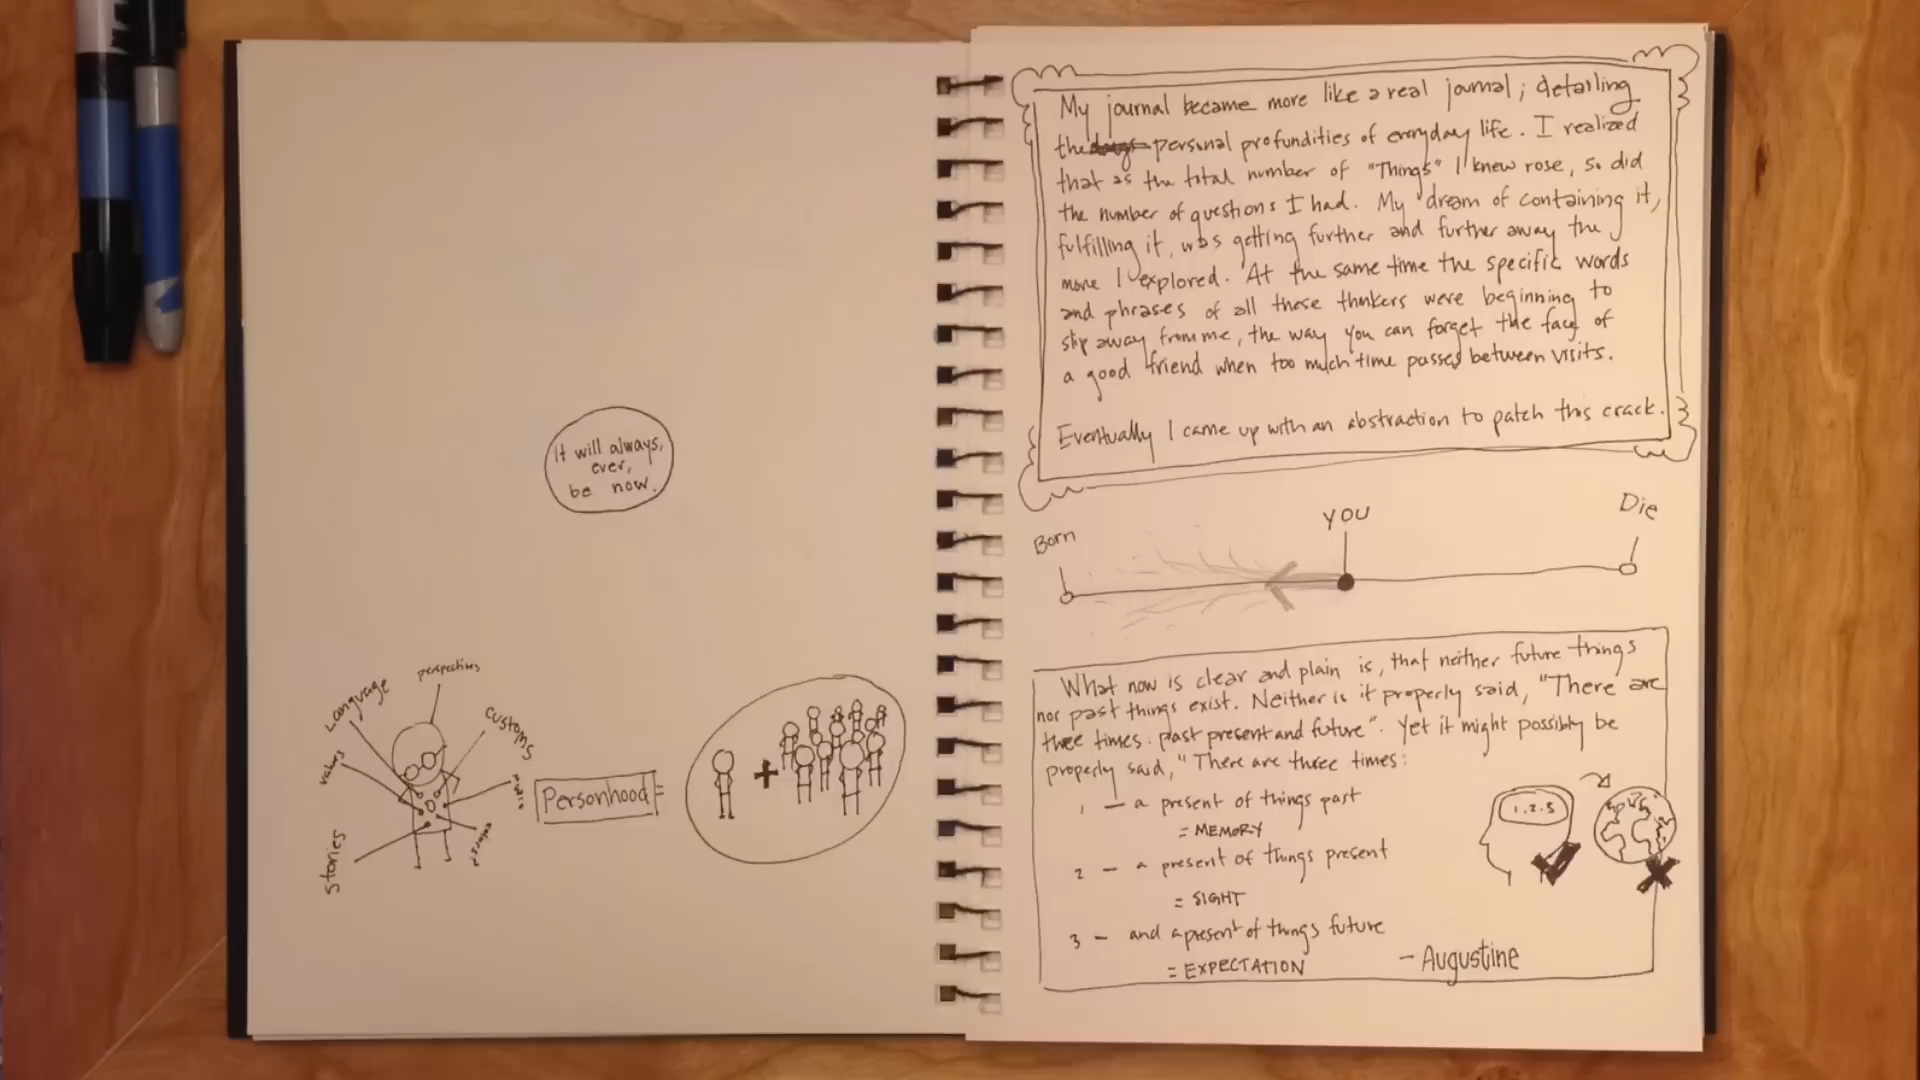 It will always,
ever,
be now.
perspectives
Language
customs
values
stories
Personhood =
+
My journal became more like a real journal; detailing
the personal profundities of everyday life. I realized
that as the total number of "Things" I knew rose, so did
the number of questions I had. My dream of containing it,
fulfilling it, was getting further and further away the
more I explored. At the same time the specific words
and phrases of all these thinkers were beginning to
slip away from me, the way you can forget the face of
a good friend when too much time passes between visits.
Eventually I came up with an abstraction to patch this crack.
Born
YOU
Die
What now is clear and plain is, that neither future things
nor past things exist. Neither is it properly said, "There are
three times: past present and future". Yet it might possibly be
properly said, "There are three times:
1 — a present of things past
= MEMORY
2 — a present of things present
= SIGHT
3 — and a present of things future
= EXPECTATION
1.2.3
- Augustine